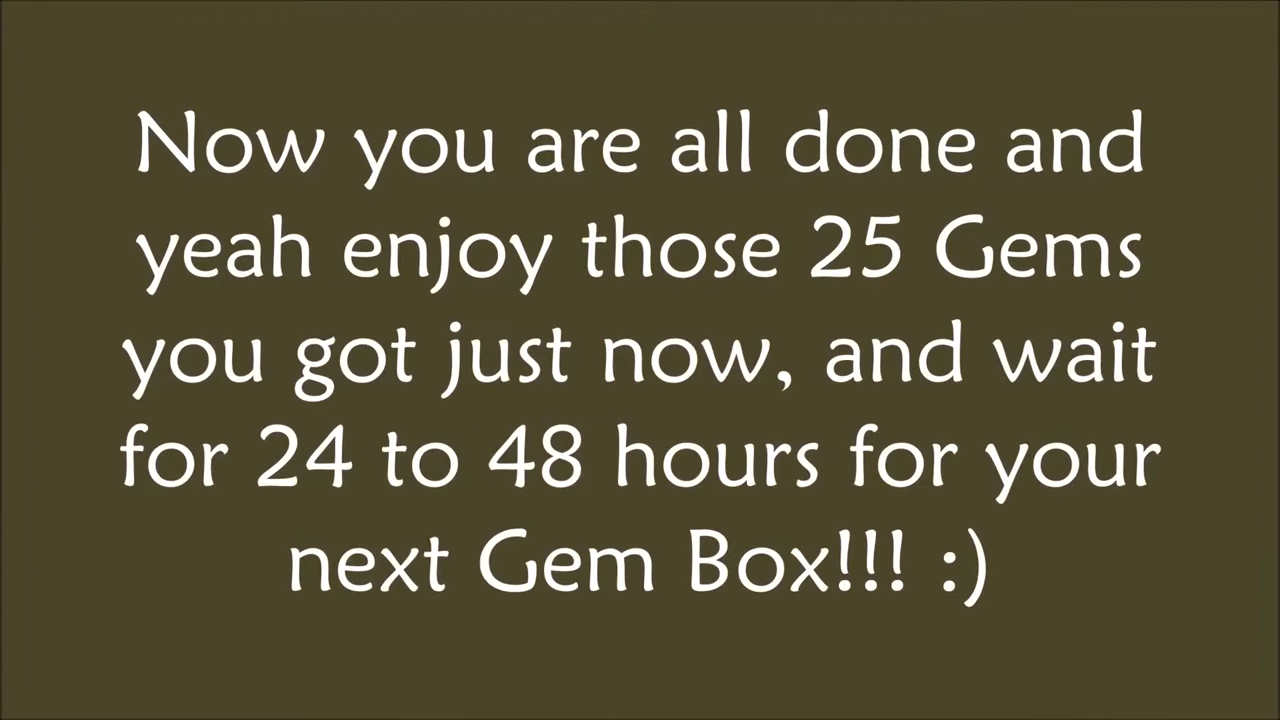 Now you are all done and
yeah enjoy those 25 Gems
you got just now, and wait
for 24 to 48 hours for your
next Gem Box!!! :)